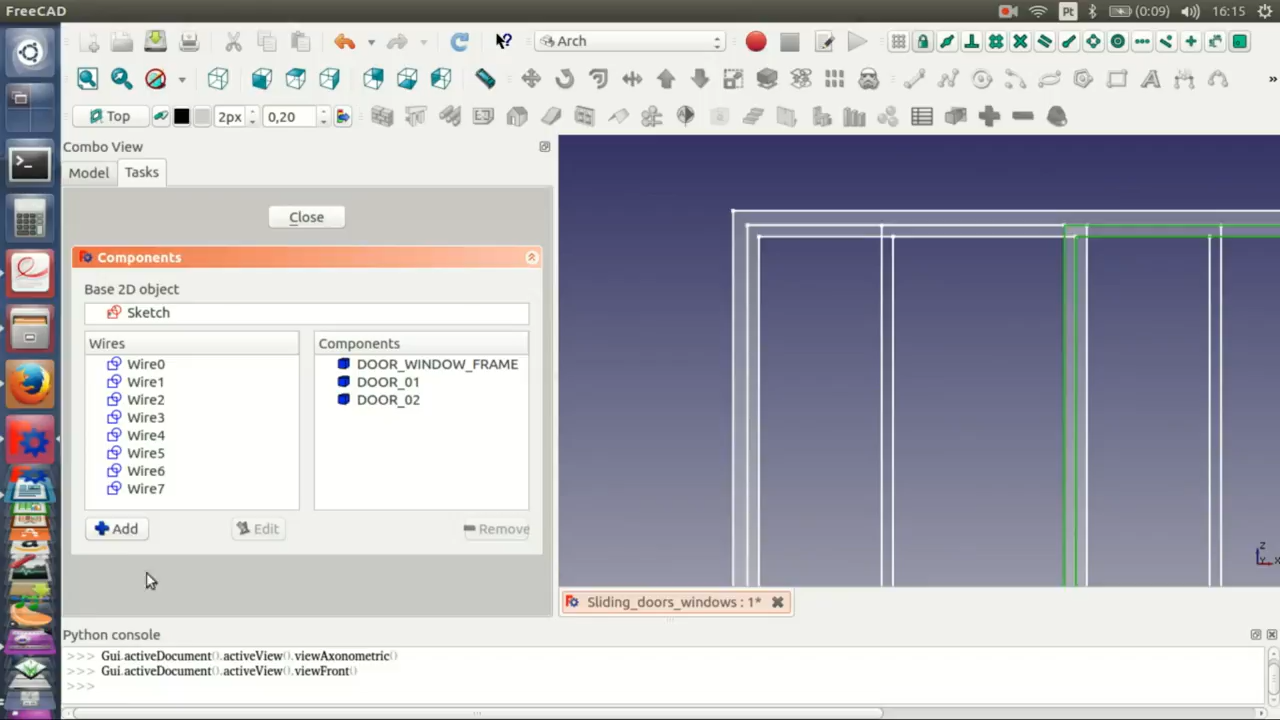 FreeCAD
Pt
(0:09)
16:15
Arch
Top
2px
0,20
»
Combo View
Model
Tasks
Close
Components
Base 2D object
Sketch
Wires
Components
Wire0
DOOR_WINDOW_FRAME
Wire1
DOOR_01
Wire2
DOOR_02
Wire3
Wire4
Wire5
Wire6
Wire7
Add
Edit
Remove
z
x
Sliding_doors_windows : 1*
Python console
>>> Gui.activeDocument().activeView().viewAxonometric()
>>> Gui.activeDocument().activeView().viewFront()
>>>